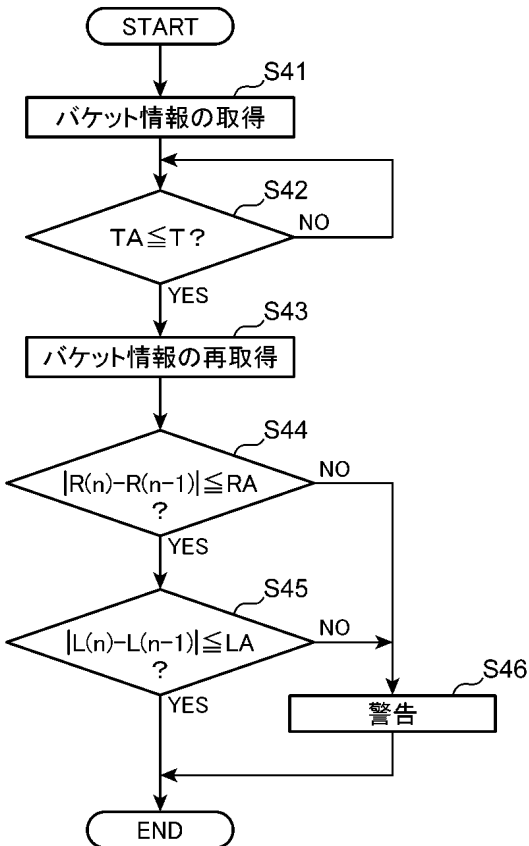 START
S41
バケット情報の取得
S42
TA≦T?
NO
YES
S43
バケット情報の再取得
S44
|R(n)-R(n-1)|≦RA
?
NO
YES
S45
|L(n)-L(n-1)|≦LA
?
NO
YES
S46
警告
END